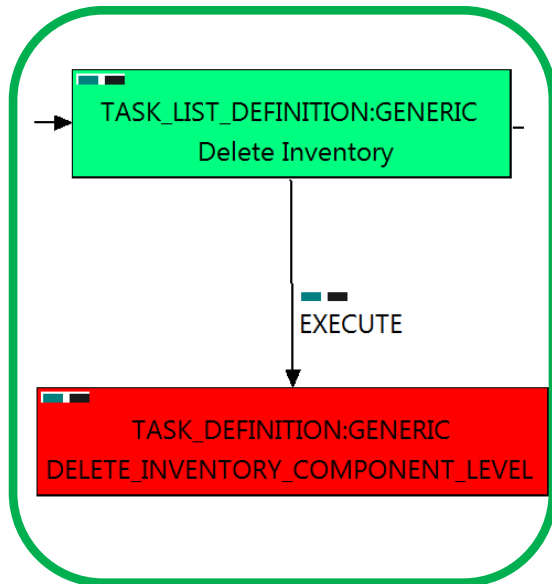 TASK_LIST_DEFINITION:GENERIC
Delete Inventory
EXECUTE
TASK_DEFINITION:GENERIC
DELETE_INVENTORY_COMPONENT_LEVEL